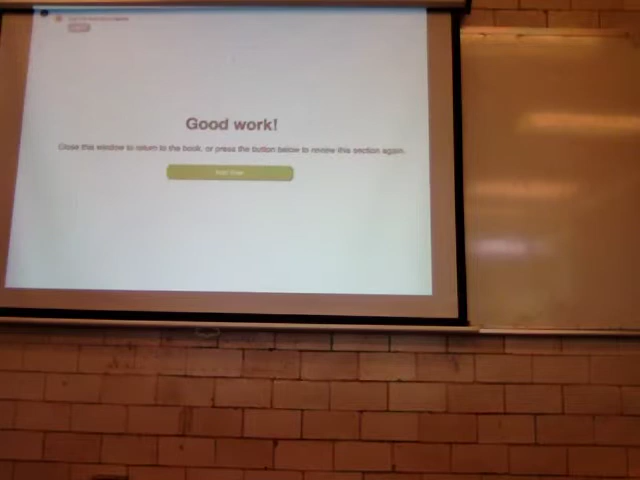 Good work!
Close this window to return to the book, or press the button below to review this section again.